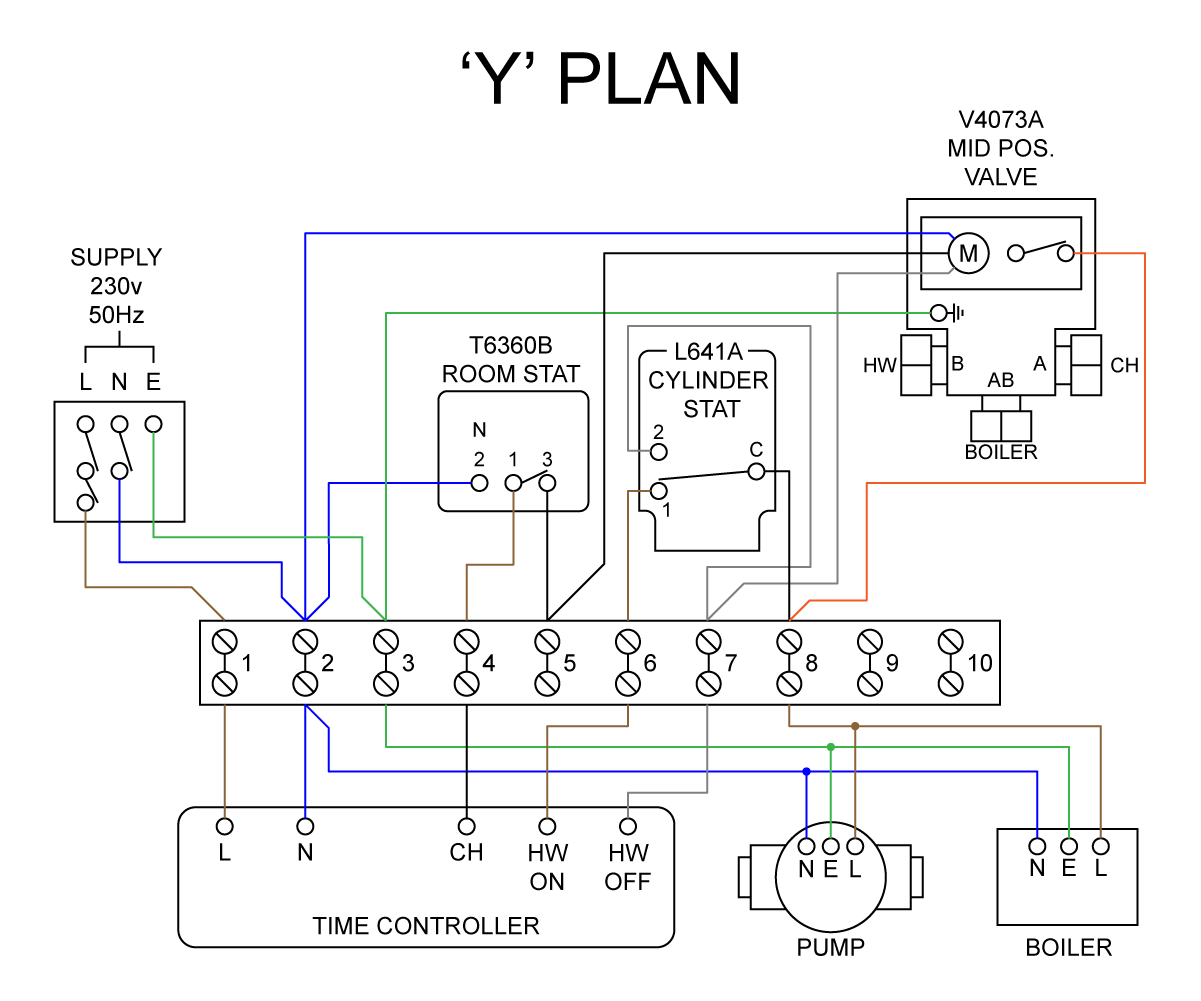 ‘Y’ PLAN
V4073A
MID POS.
VALVE
SUPPLY
230v
50Hz
L N E
M
T6360B
ROOM STAT
N
2 1 3
L641A
CYLINDER
STAT
2
C
1
HW
B
A
CH
AB
BOILER
1 2 3 4 5 6 7 8 9 10
L
N
CH
HW
ON
HW
OFF
TIME CONTROLLER
N E L
PUMP
N E L
BOILER